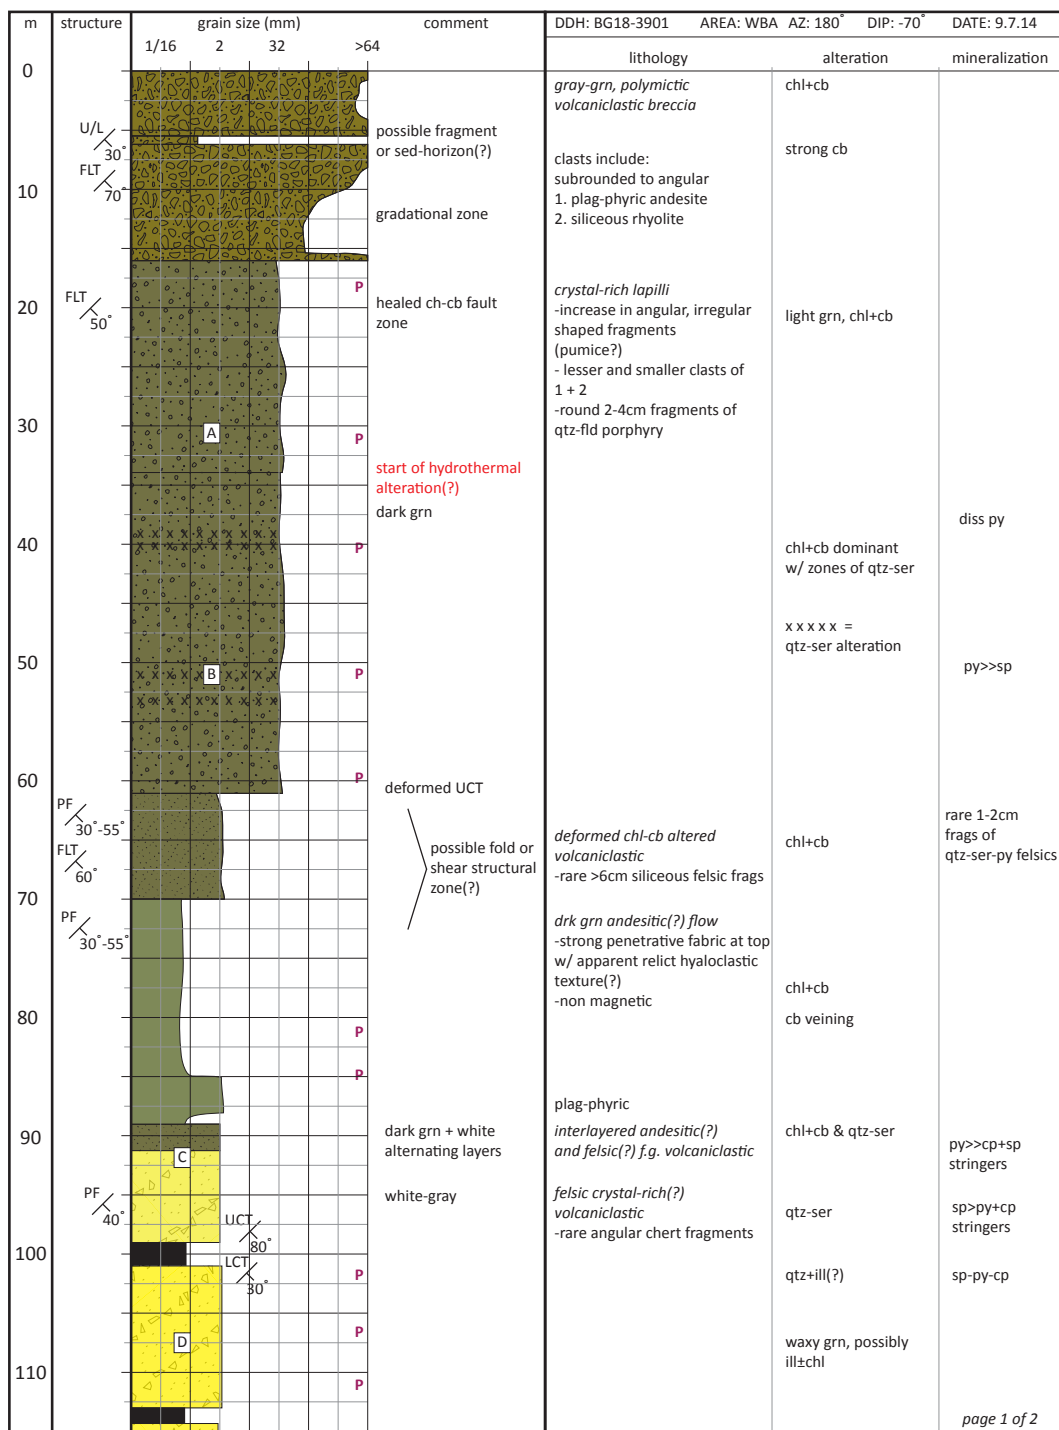 m structure grain size (mm) comment DDH: BG18-3901 AREA: WBA AZ: 180° DIP: -70° DATE: 9.7.14
1/16 2 32 >64 lithology alteration mineralization
0
gray-grn, polymictic
volcaniclastic breccia
chl+cb
U/L
30°
possible fragment
or sed-horizon(?)
strong cb
FLT
70°
clasts include:
subrounded to angular
1. plag-phyric andesite
2. siliceous rhyolite
10
gradational zone
P
FLT
50°
20
healed ch-cb fault
zone
crystal-rich lapilli
-increase in angular, irregular
shaped fragments
(pumice?)
- lesser and smaller clasts of
1 + 2
-round 2-4cm fragments of
qtz-fld porphyry
light grn, chl+cb
30
A
P
start of hydrothermal
alteration(?)
dark grn
diss py
x x x x x x x x x
40
x x x x x x x x x
P
chl+cb dominant
w/ zones of qtz-ser
x x x x x =
qtz-ser alteration
50
B
x x x x x x x x x
x x x x x x x x x
P
py>>sp
60
P
deformed UCT
PF
30°-55°
rare 1-2cm
frags of
qtz-ser-py felsics
FLT
60°
possible fold or
shear structural
zone(?)
deformed chl-cb altered
volcaniclastic
-rare >6cm siliceous felsic frags
chl+cb
70
PF
30°-55°
drk grn andesitic(?) flow
-strong penetrative fabric at top
w/ apparent relict hyaloclastic
texture(?)
-non magnetic
chl+cb
80
P
cb veining
P
plag-phyric
90
dark grn + white
alternating layers
interlayered andesitic(?)
and felsic(?) f.g. volcaniclastic
chl+cb & qtz-ser
py>>cp+sp
stringers
C
PF
40°
white-gray
felsic crystal-rich(?)
volcaniclastic
-rare angular chert fragments
qtz-ser
sp>py+cp
stringers
UCT
80°
100
LCT
30°
P
qtz+ill(?)
sp-py-cp
P
D
waxy grn, possibly
ill±chl
110
P
page 1 of 2